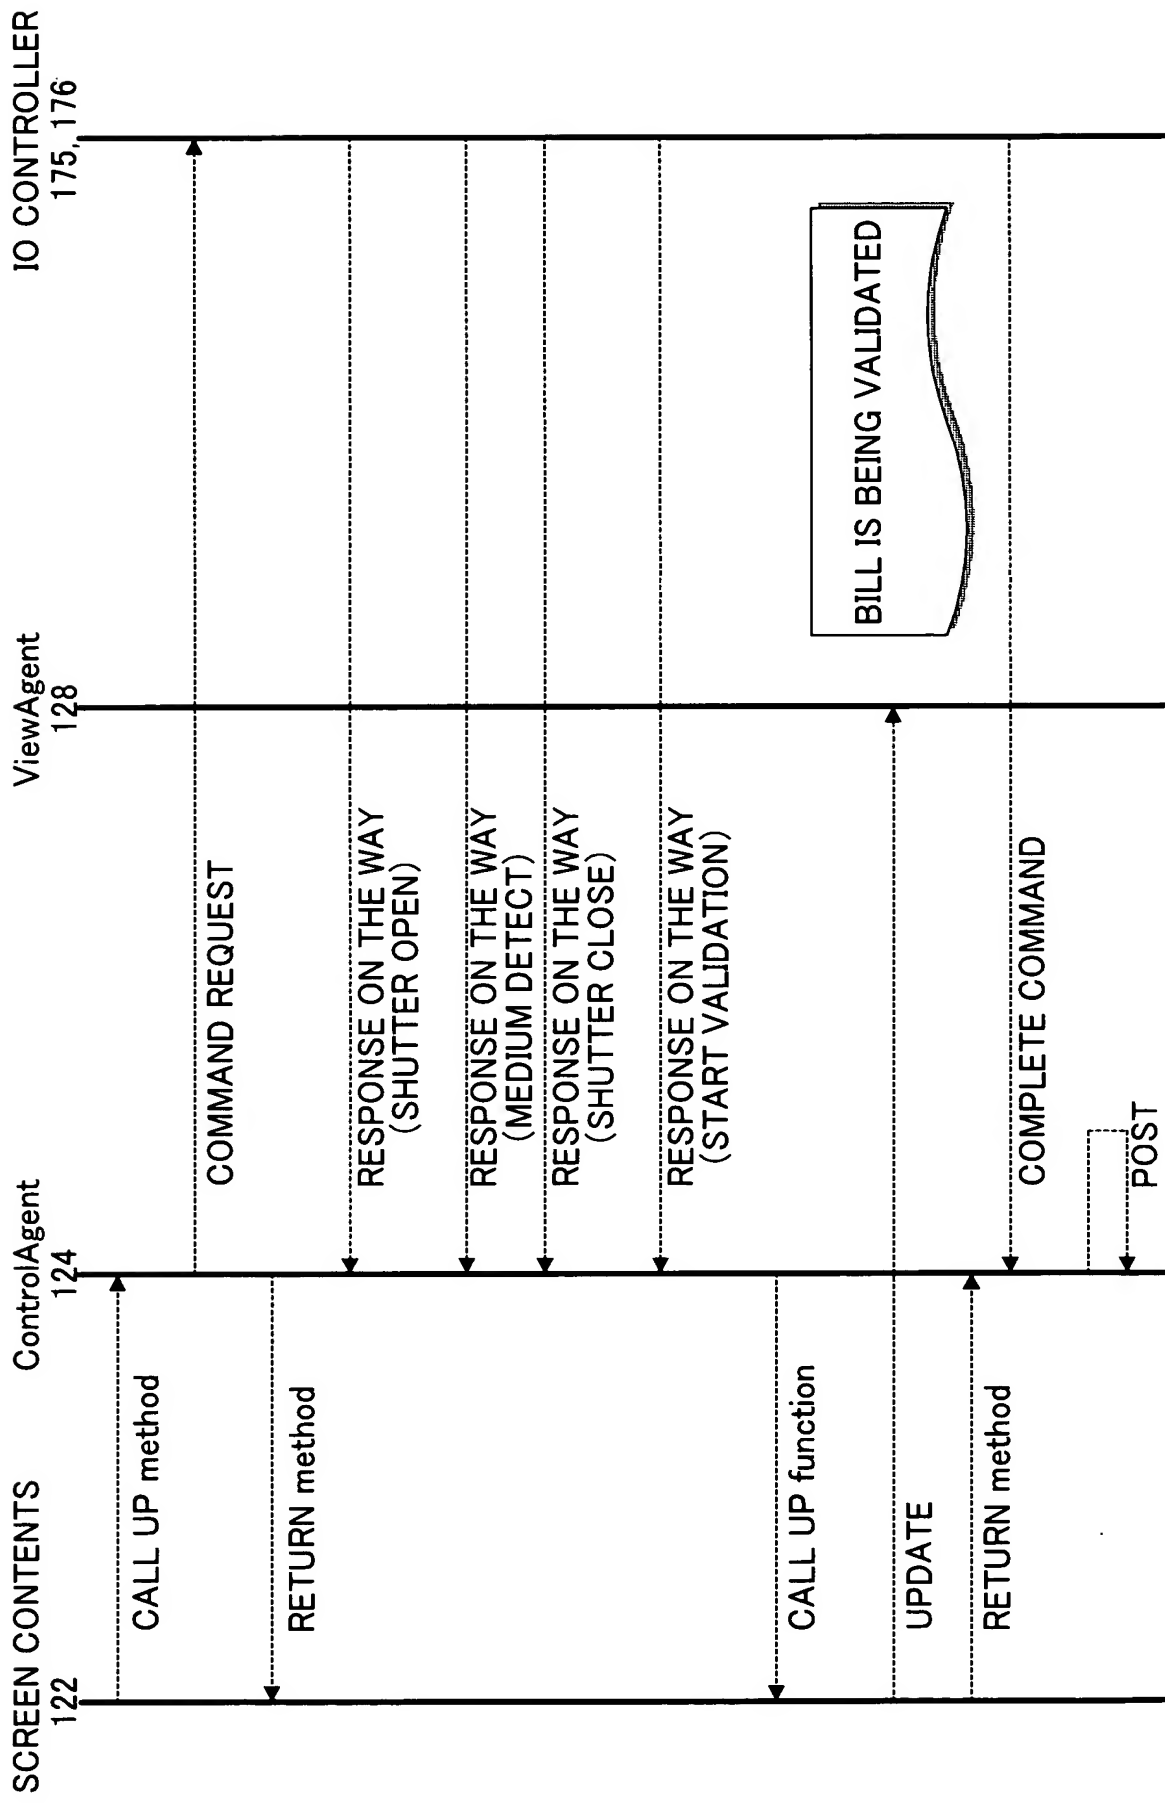 SCREEN CONTENTS
122
ControlAgent
124
ViewAgent
128
IO CONTROLLER
175, 176
CALL UP method
COMMAND REQUEST
RETURN method
RESPONSE ON THE WAY
(SHUTTER OPEN)
RESPONSE ON THE WAY
(MEDIUM DETECT)
RESPONSE ON THE WAY
(SHUTTER CLOSE)
RESPONSE ON THE WAY
(START VALIDATION)
CALL UP function
BILL IS BEING VALIDATED
UPDATE
RETURN method
COMPLETE COMMAND
POST